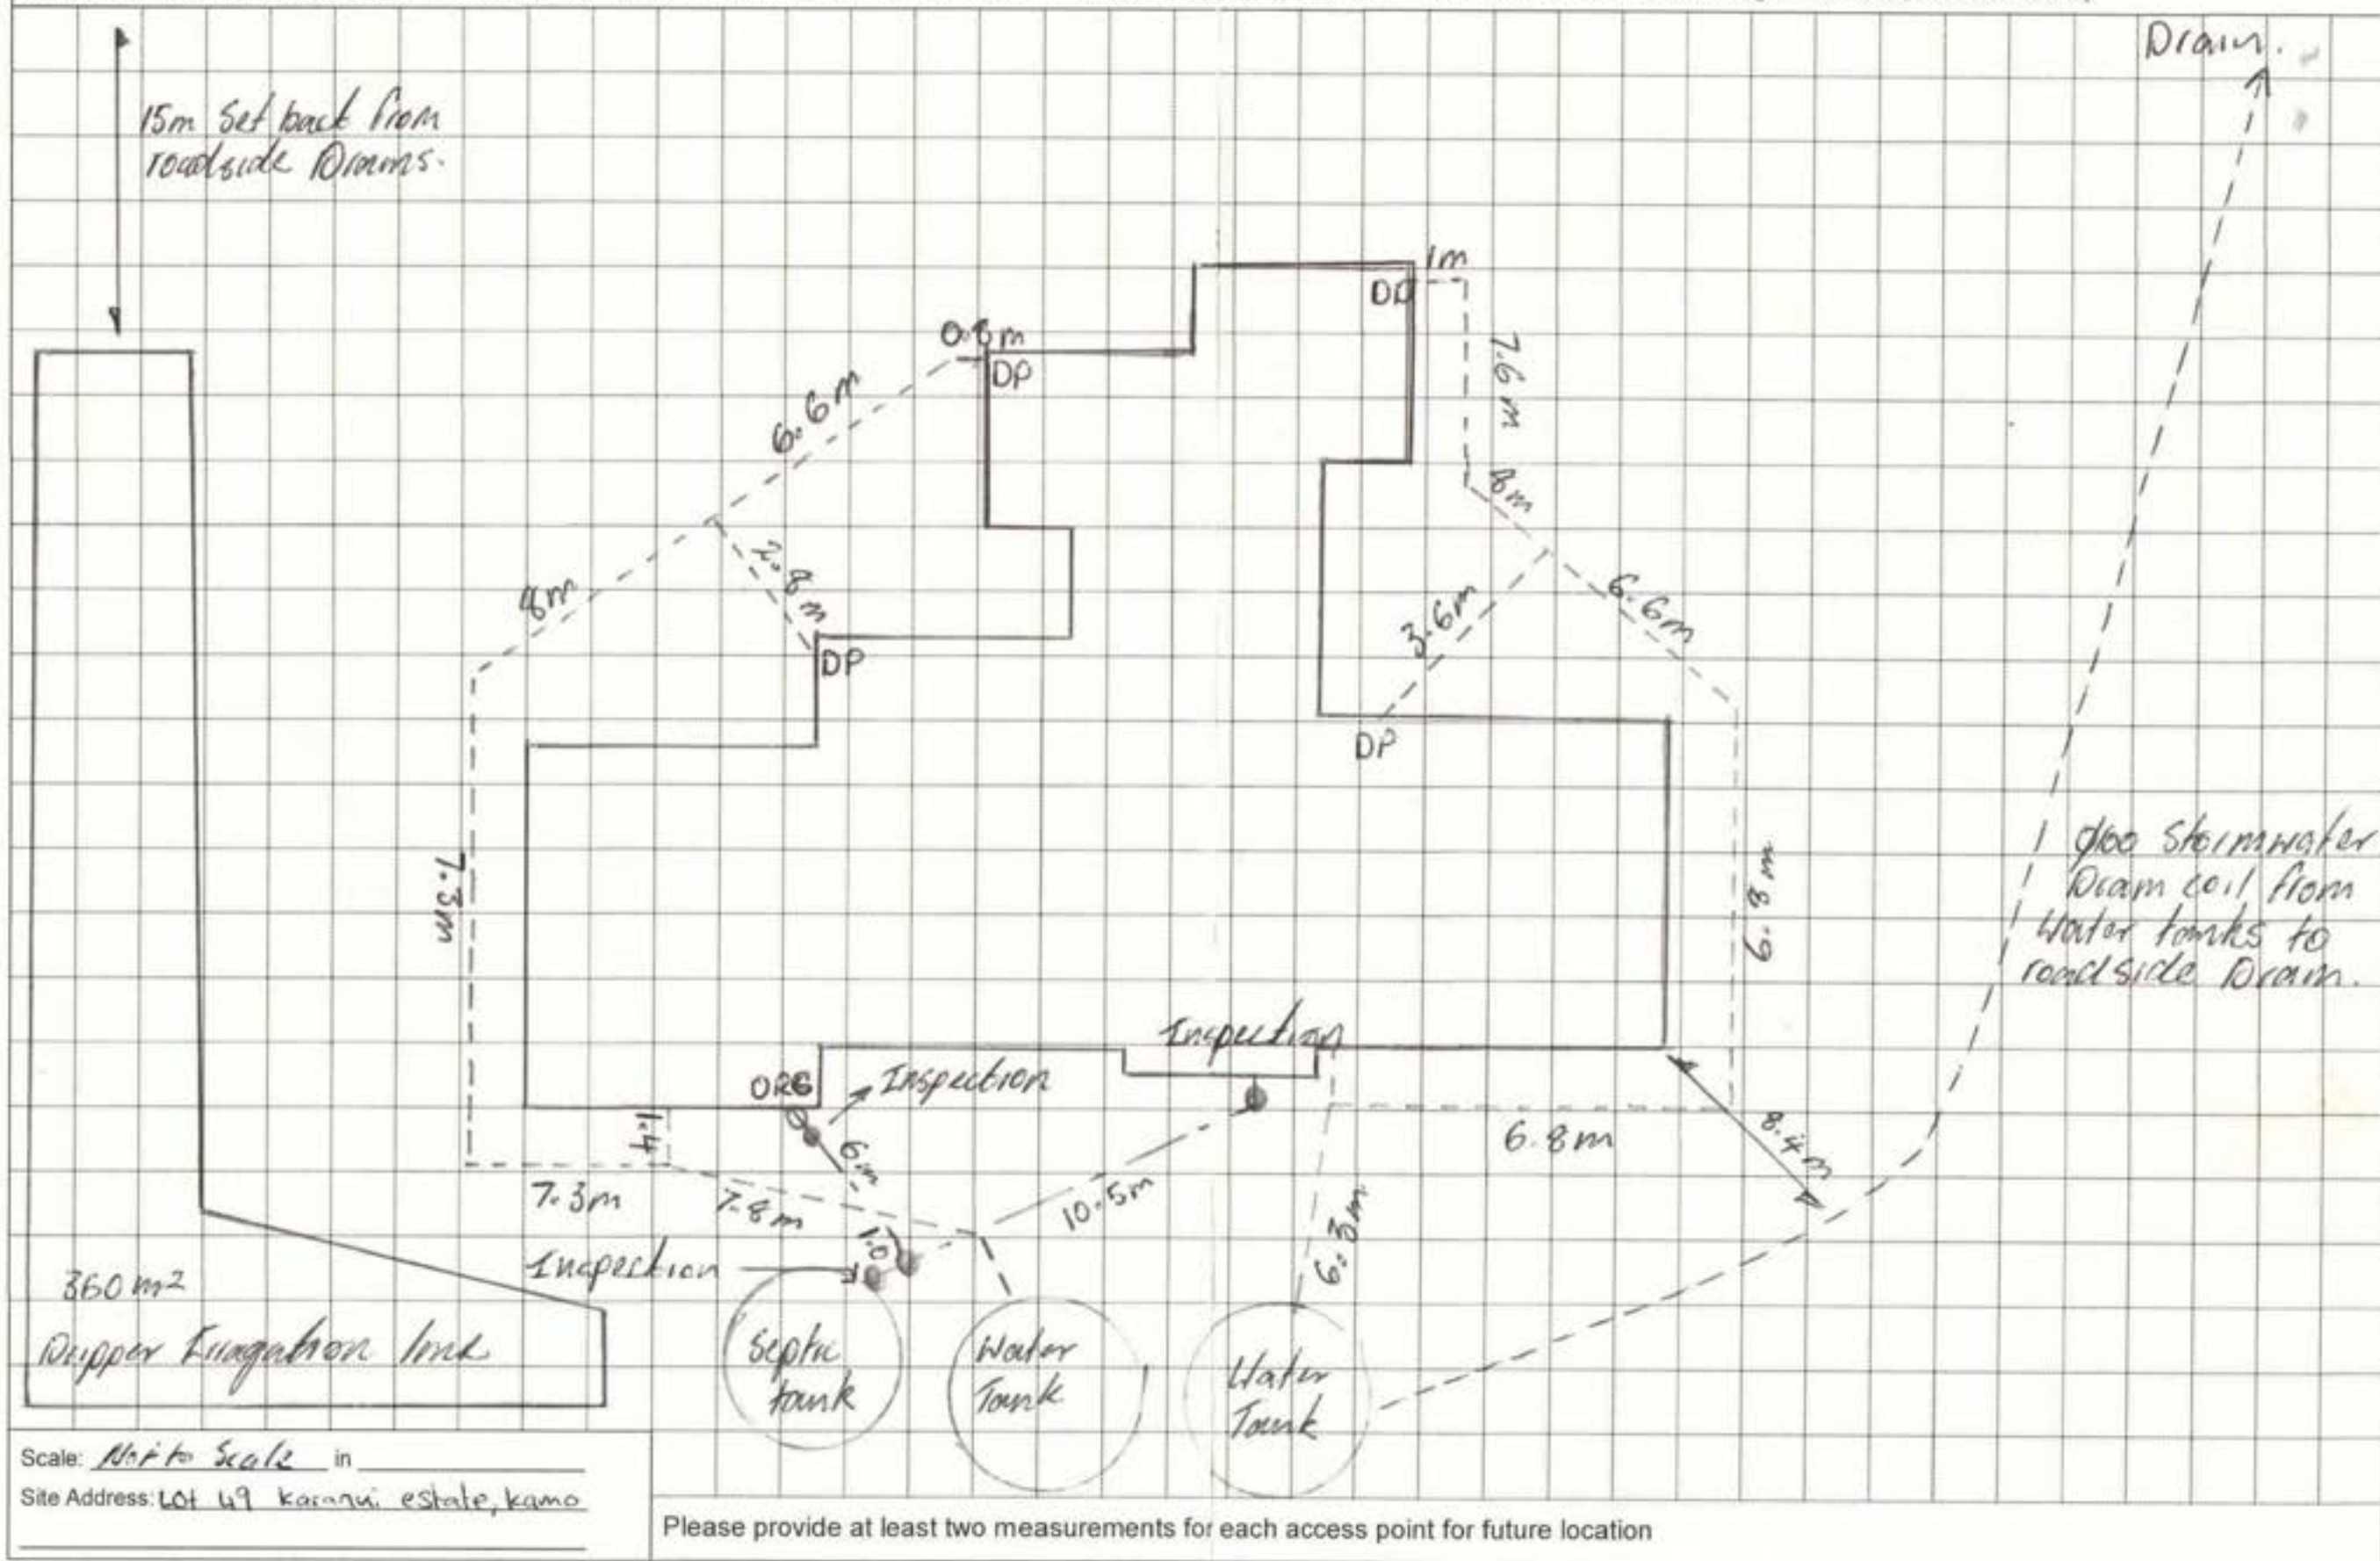 Drain.
15m Set back from
roadside Drains.
1m
DD
0.8m
DP
7.6m
6.6m
2.8m
8m
6.6m
3.6m
8m
DP
DP
7.3m
6.8m
Ø100 Stormwater
Drain coil from
Water tanks to
roadside Drain.
Inspection
ORG
Inspection
1.4
6m
6.8m
8.4m
7.3m
7.8m
10.5m
6.3m
1.0
Inspection
360m2
Dripper Irragation line
Septic
tank
Water
Tank
Water
Tank
Scale: Not to Scale in
Site Address: Lot 49 Karanui estate, Kamo
Please provide at least two measurements for each access point for future location